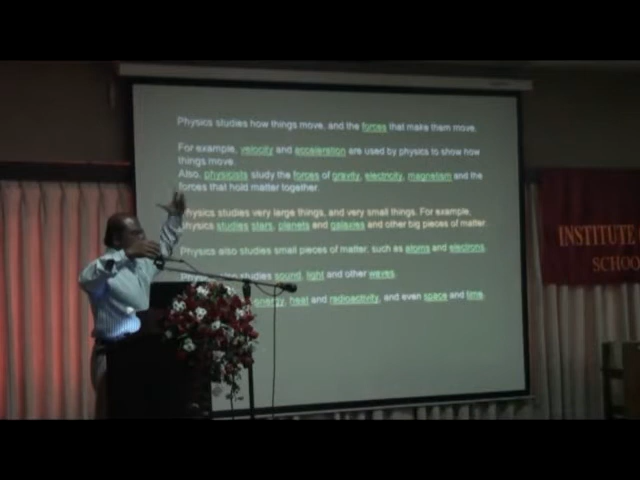 Physics studies how things move, and the forces that make them move.
For example, velocity and acceleration are used by physics to show how
things move.
Also, physicists study the forces of gravity, electricity, magnetism and the
forces that hold matter together.
Physics studies very large things, and very small things. For example,
physics studies stars, planets and galaxies and other big pieces of matter
Physics also studies small pieces of matter, such as atoms and electrons.
studies sound, light and other waves.
energy, heat and radioactivity, and even space and time.
INSTITUTE
SCHOO